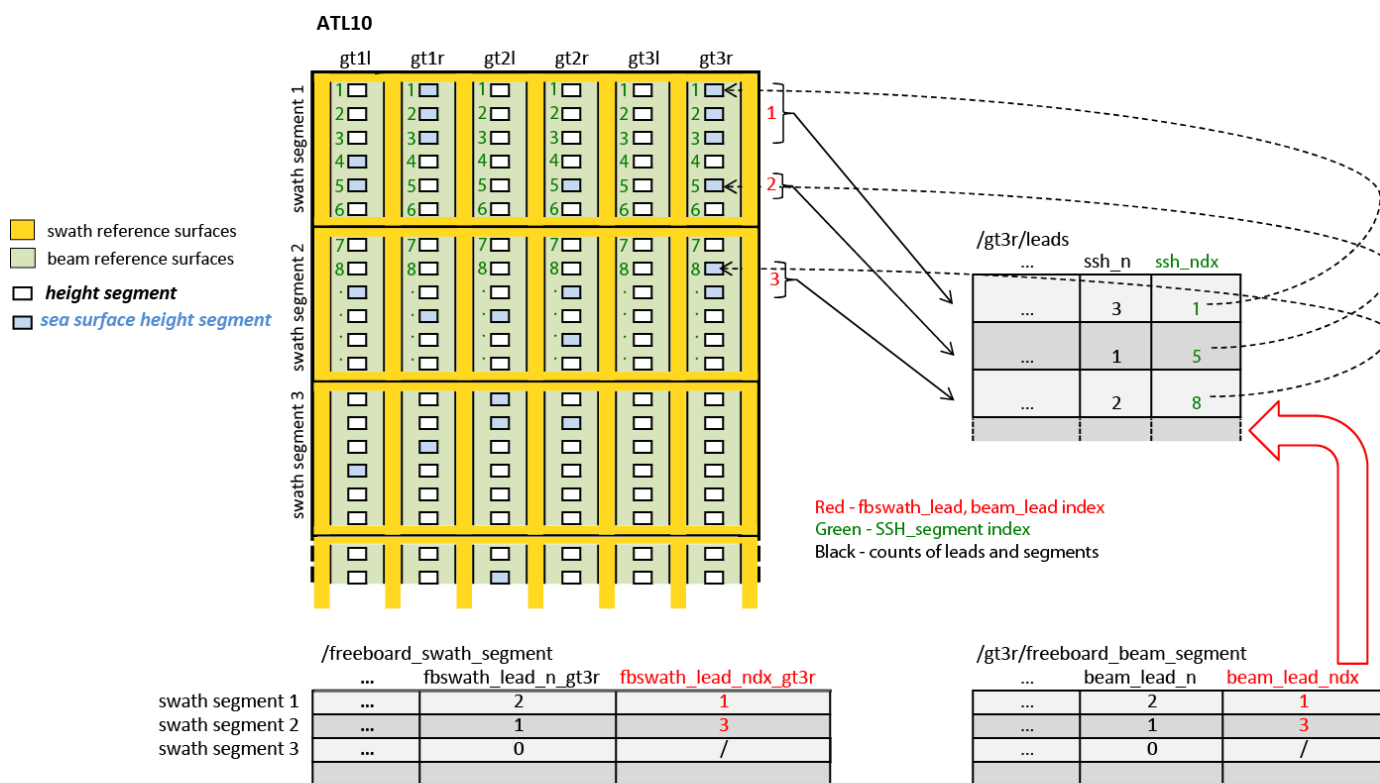 ATL10
gt1l gt1r gt2l gt2r gt3l gt3r
swath segment 1
1 1 1 1 1 1
2 2 2 2 2 2
3 3 3 3 3 3
4 4 4 4 4 4
5 5 5 5 5 5
6 6 6 6 6 6
1
2
swath segment 2
7 7 7 7 7 7
8 8 8 8 8 8
. . . . . .
. . . . . .
. . . . . .
. . . . . .
3
swath segment 3
swath reference surfaces
beam reference surfaces
height segment
sea surface height segment
/gt3r/leads
... ssh_n ssh_ndx
... 3 1
... 1 5
... 2 8
Red - fbswath_lead, beam_lead index
Green - SSH_segment index
Black - counts of leads and segments
/freeboard_swath_segment
... fbswath_lead_n_gt3r fbswath_lead_ndx_gt3r
swath segment 1 ... 2 1
swath segment 2 ... 1 3
swath segment 3 ... 0 /
/gt3r/freeboard_beam_segment
... beam_lead_n beam_lead_ndx
... 2 1
... 1 3
... 0 /